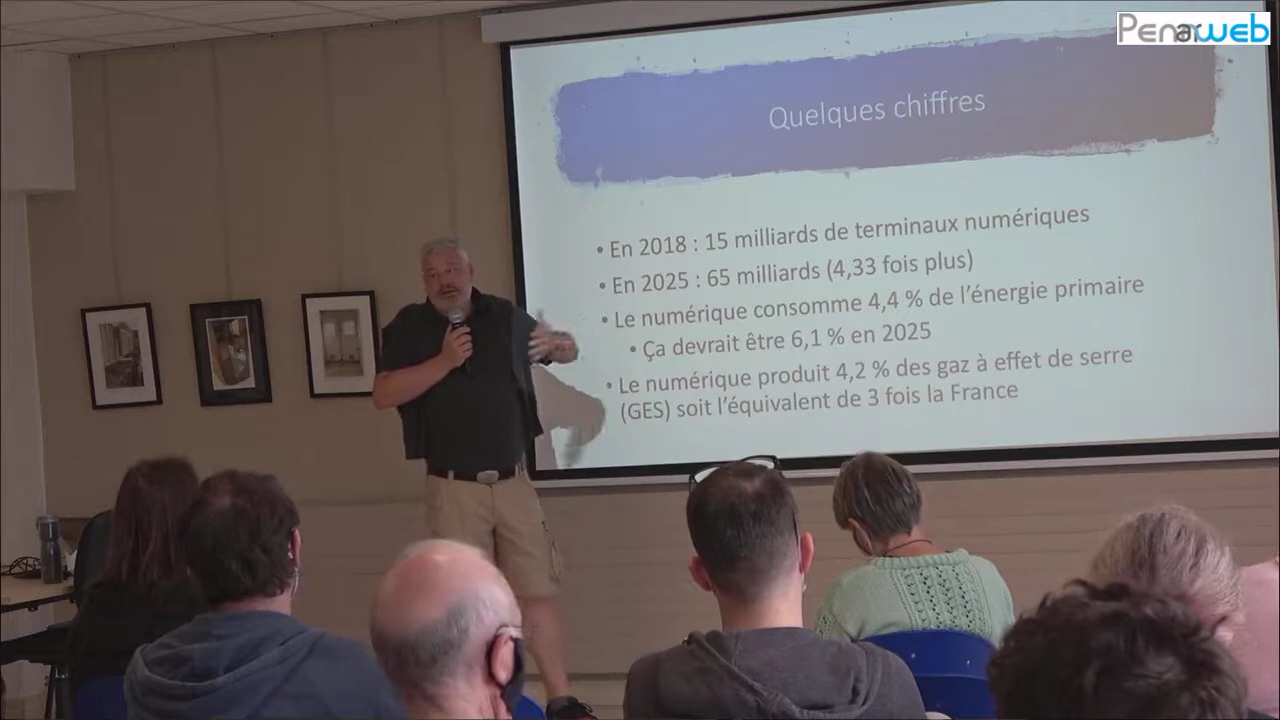 Penarweb
Quelques chiffres
• En 2018 : 15 milliards de terminaux numériques
• En 2025 : 65 milliards (4,33 fois plus)
• Le numérique consomme 4,4 % de l'énergie primaire
• Ça devrait être 6,1 % en 2025
• Le numérique produit 4,2 % des gaz à effet de serre
(GES) soit l'équivalent de 3 fois la France